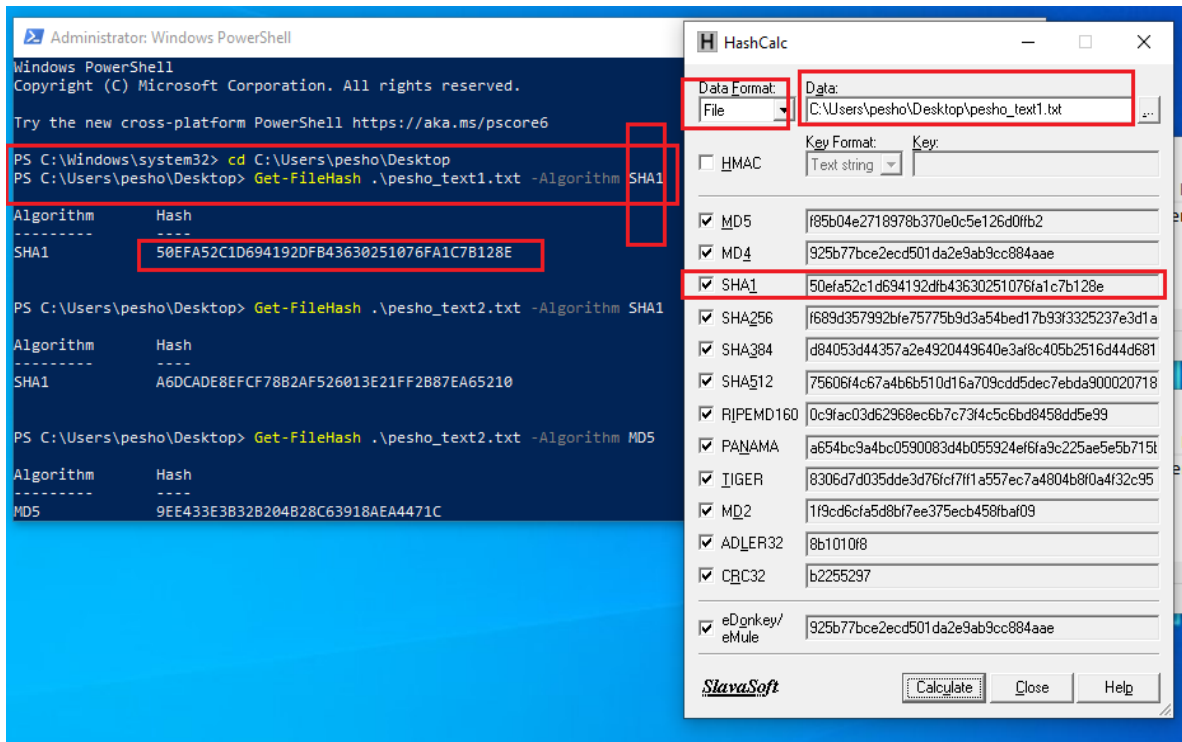 Administrator: Windows PowerShell
Windows PowerShell
Copyright (C) Microsoft Corporation. All rights reserved.
Try the new cross-platform PowerShell https://aka.ms/pscore6
PS C:\Windows\system32> cd C:\Users\pesho\Desktop
PS C:\Users\pesho\Desktop> Get-FileHash .\pesho_text1.txt -Algorithm SHA1
Algorithm Hash
--------- ----
SHA1 50EFA52C1D694192DFB43630251076FA1C7B128E
PS C:\Users\pesho\Desktop> Get-FileHash .\pesho_text2.txt -Algorithm SHA1
Algorithm Hash
--------- ----
SHA1 A6DCADE8EFCF78B2AF526013E21FF2B87EA65210
PS C:\Users\pesho\Desktop> Get-FileHash .\pesho_text2.txt -Algorithm MD5
Algorithm Hash
--------- ----
MD5 9EE433E3B32B204B28C63918AEA4471C
H HashCalc
Data Format: Data:
File C:\Users\pesho\Desktop\pesho_text1.txt ...
Key Format: Key:
HMAC Text string
MD5 f85b04e2718978b370e0c5e126d0ffb2
MD4 925b77bce2ecd501da2e9ab9cc884aae
SHA1 50efa52c1d694192dfb43630251076fa1c7b128e
SHA256 f689d357992bfe75775b9d3a54bed17b93f3325237e3d1a
SHA384 d84053d44357a2e4920449640e3af8c405b2516d44d681
SHA512 75606f4c67a4b6b510d16a709cdd5dec7ebda900020718
RIPEMD160 0c9fac03d62968ec6b7c73f4c5c6bd8458dd5e99
PANAMA a654bc9a4bc0590083d4b055924ef6fa9c225ae5e5b715b
TIGER 8306d7d035dde3d76fcf7ff1a557ec7a4804b8f0a4f32c95
MD2 1f9cd6cfa5d8bf7ee375ecb458fbaf09
ADLER32 8b1010f8
CRC32 b2255297
eDonkey/
eMule 925b77bce2ecd501da2e9ab9cc884aae
SlavaSoft Calculate Close Help